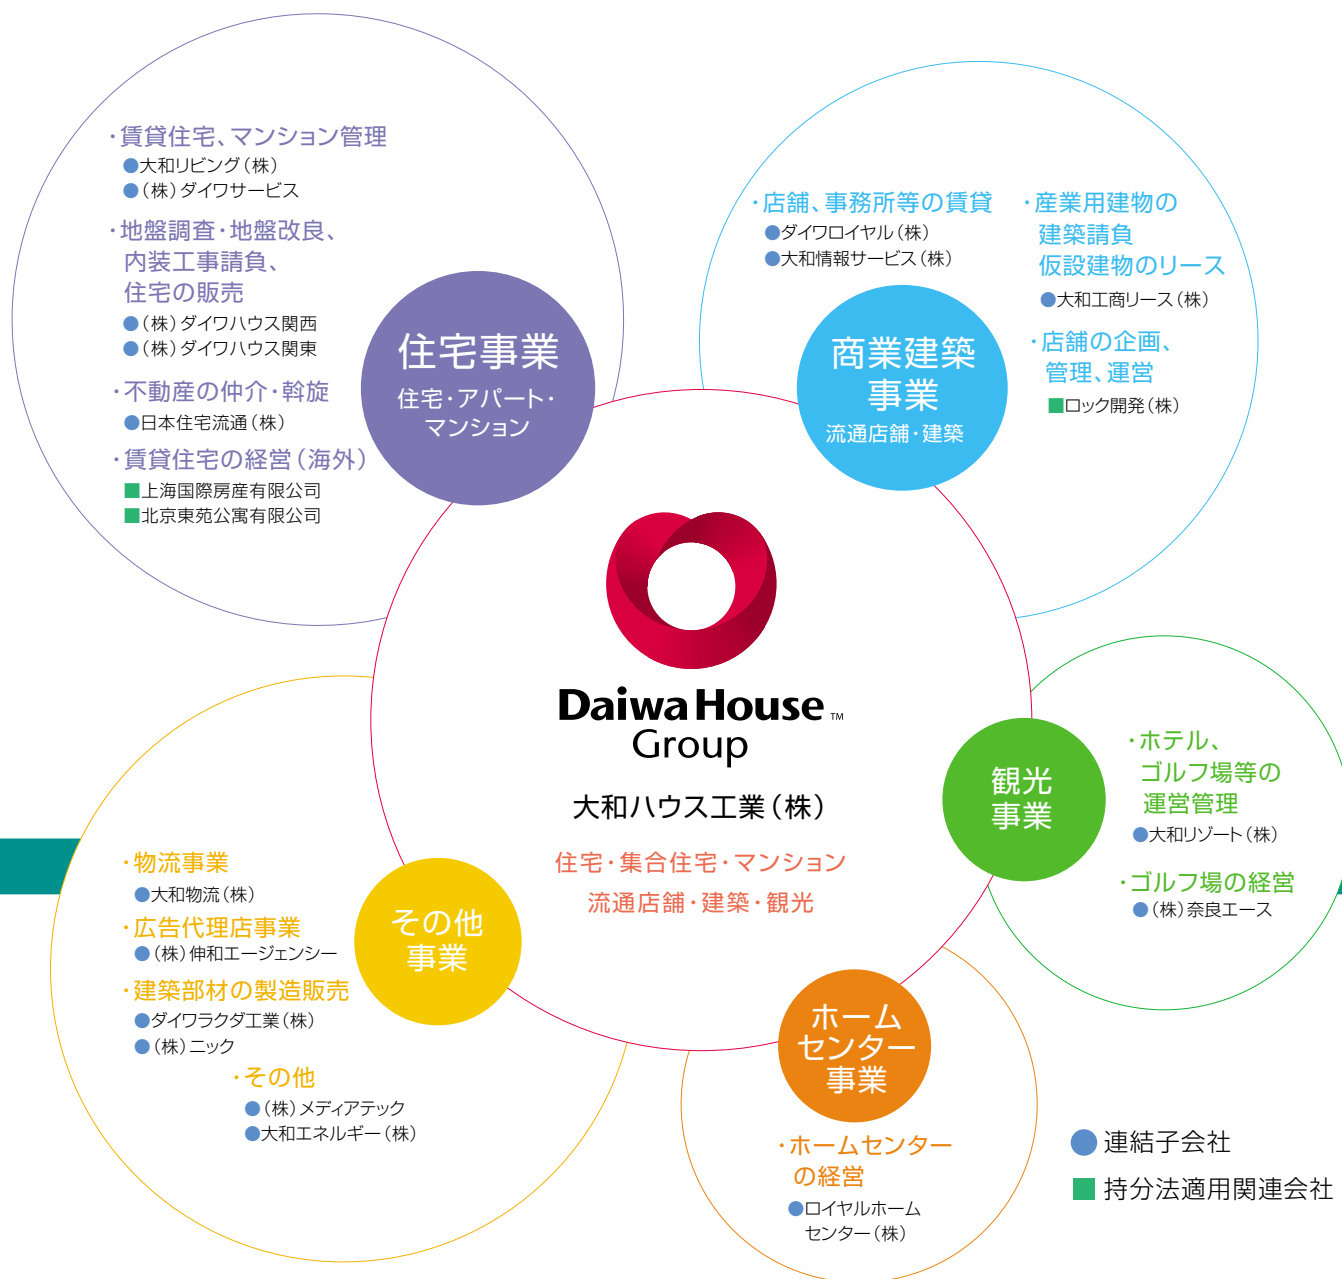 ・賃貸住宅、マンション管理
●大和リビング(株)
●(株)ダイワサービス
・地盤調査・地盤改良、
内装工事請負、
住宅の販売
●(株)ダイワハウス関西
●(株)ダイワハウス関東
・不動産の仲介・斡旋
●日本住宅流通(株)
・賃貸住宅の経営(海外)
■上海国際房産有限公司
■北京東苑公寓有限公司
住宅事業
住宅・アパート・
マンション
・店舗、事務所等の賃貸
●ダイワロイヤル(株)
●大和情報サービス(株)
・産業用建物の
建築請負
仮設建物のリース
●大和工商リース(株)
・店舗の企画、
管理、運営
■ロック開発(株)
商業建築
事業
流通店舗・建築
Daiwa House TM
Group
大和ハウス工業(株)
住宅・集合住宅・マンション
流通店舗・建築・観光
観光
事業
・ホテル、
ゴルフ場等の
運営管理
●大和リゾート(株)
・ゴルフ場の経営
●(株)奈良エース
・物流事業
●大和物流(株)
・広告代理店事業
●(株)伸和エージェンシー
・建築部材の製造販売
●ダイワラクダ工業(株)
●(株)ニック
・その他
●(株)メディアテック
●大和エネルギー(株)
その他
事業
ホーム
センター
事業
・ホームセンター
の経営
●ロイヤルホーム
センター(株)
●連結子会社
■持分法適用関連会社